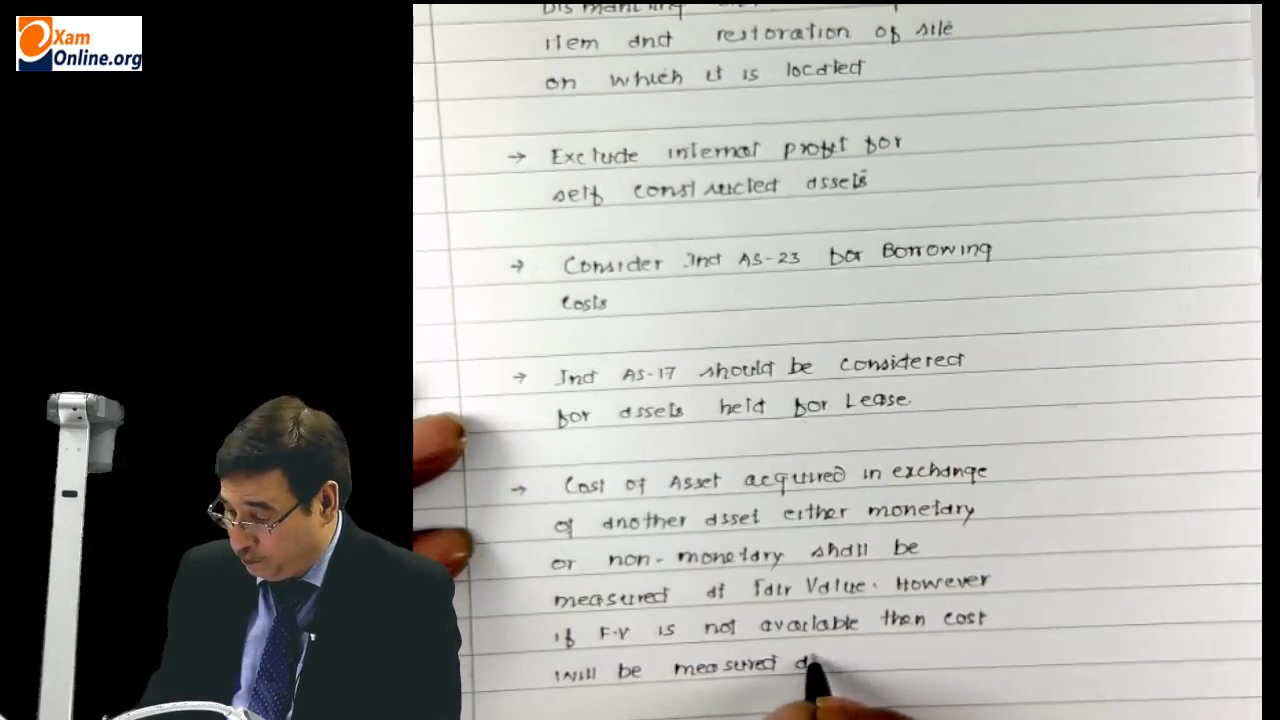 Xam
Online.org
Dismantling
item and restoration of site
on which it is located
→ Exclude internal profit for
self constructed assets
→ Consider Ind AS-23 for Borrowing
Costs
→ Ind AS-17 should be considered
for assets held for Lease.
→ Cost of Asset acquired in exchange
of another asset either monetary
or non-monetary shall be
measured at Fair Value. However
if F.V is not available then cost
will be measured a